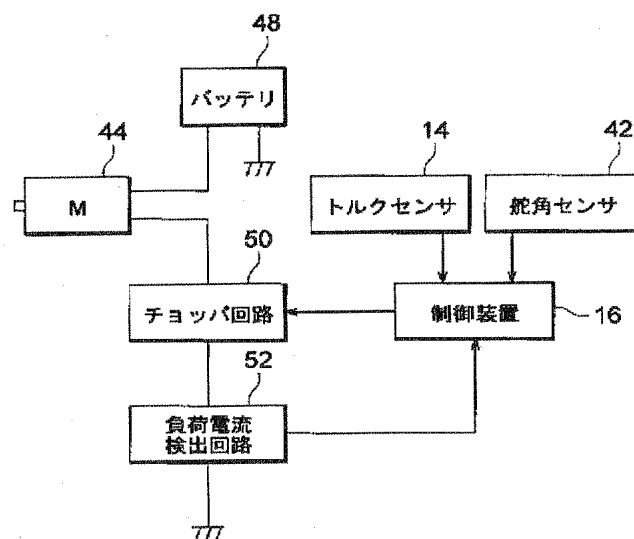 48
バッテリ
44
M
14
トルクセンサ
42
舵角センサ
50
チョッパ回路
制御装置
16
52
負荷電流
検出回路